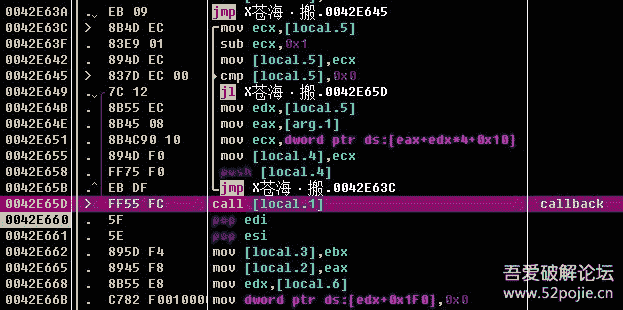 0042E63A . EB 09 jmp X苍海·搬.0042E645
0042E63C > 8B4D EC mov ecx,[local.5]
0042E63F . 83E9 01 sub ecx,0x1
0042E642 . 894D EC mov [local.5],ecx
0042E645 > 837D EC 00 cmp [local.5],0x0
0042E649 . 7C 12 jl X苍海·搬.0042E65D
0042E64B . 8B55 EC mov edx,[local.5]
0042E64E . 8B45 08 mov eax,[arg.1]
0042E651 . 8B4C90 10 mov ecx,dword ptr ds:[eax+edx*4+0x10]
0042E655 . 894D F0 mov [local.4],ecx
0042E658 . FF75 F0 push [local.4]
0042E65B .^ EB DF jmp X苍海·搬.0042E63C
0042E65D > FF55 FC call [local.1] callback
0042E660 . 5F pop edi
0042E661 . 5E pop esi
0042E662 . 895D F4 mov [local.3],ebx
0042E665 . 8945 F8 mov [local.2],eax
0042E668 . 8B55 E8 mov edx,[local.6]
0042E66B . C782 F0010000 mov dword ptr ds:[edx+0x1F0],0x0
吾爱破解论坛
www.52pojie.cn